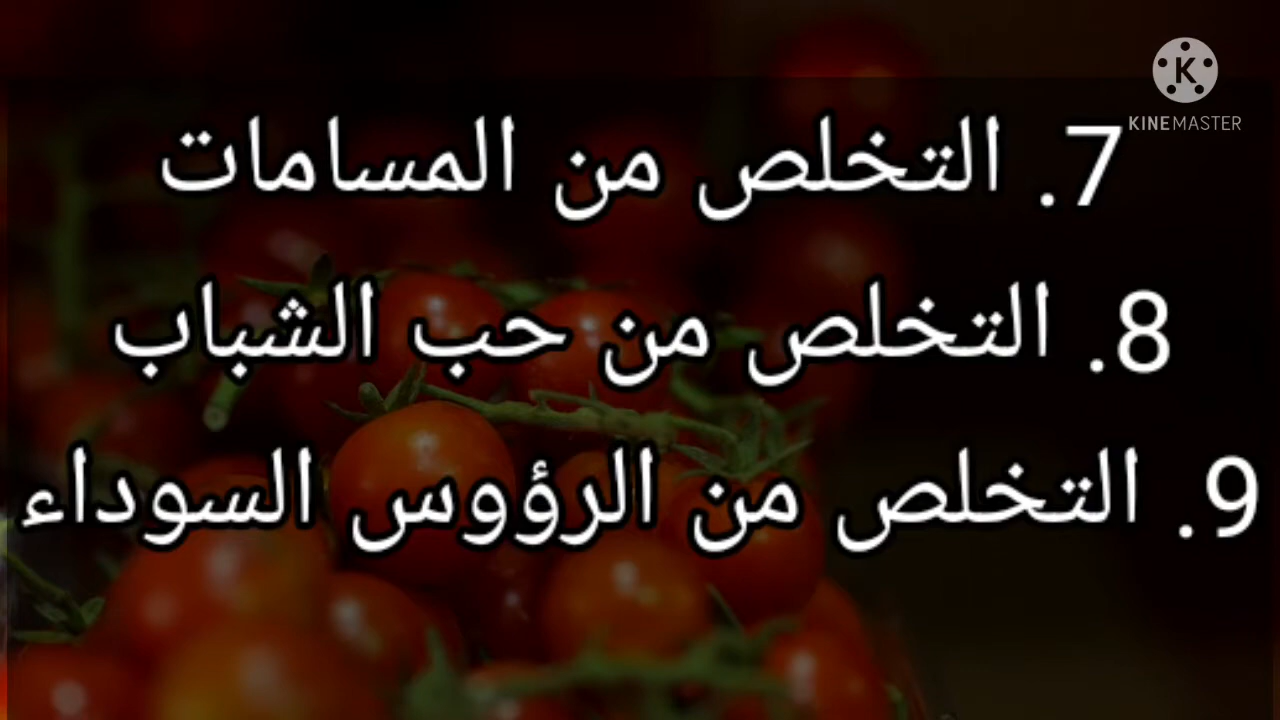 KINEMASTER
7. التخلص من المسامات
8. التخلص من حب الشباب
9. التخلص من الرؤوس السوداء